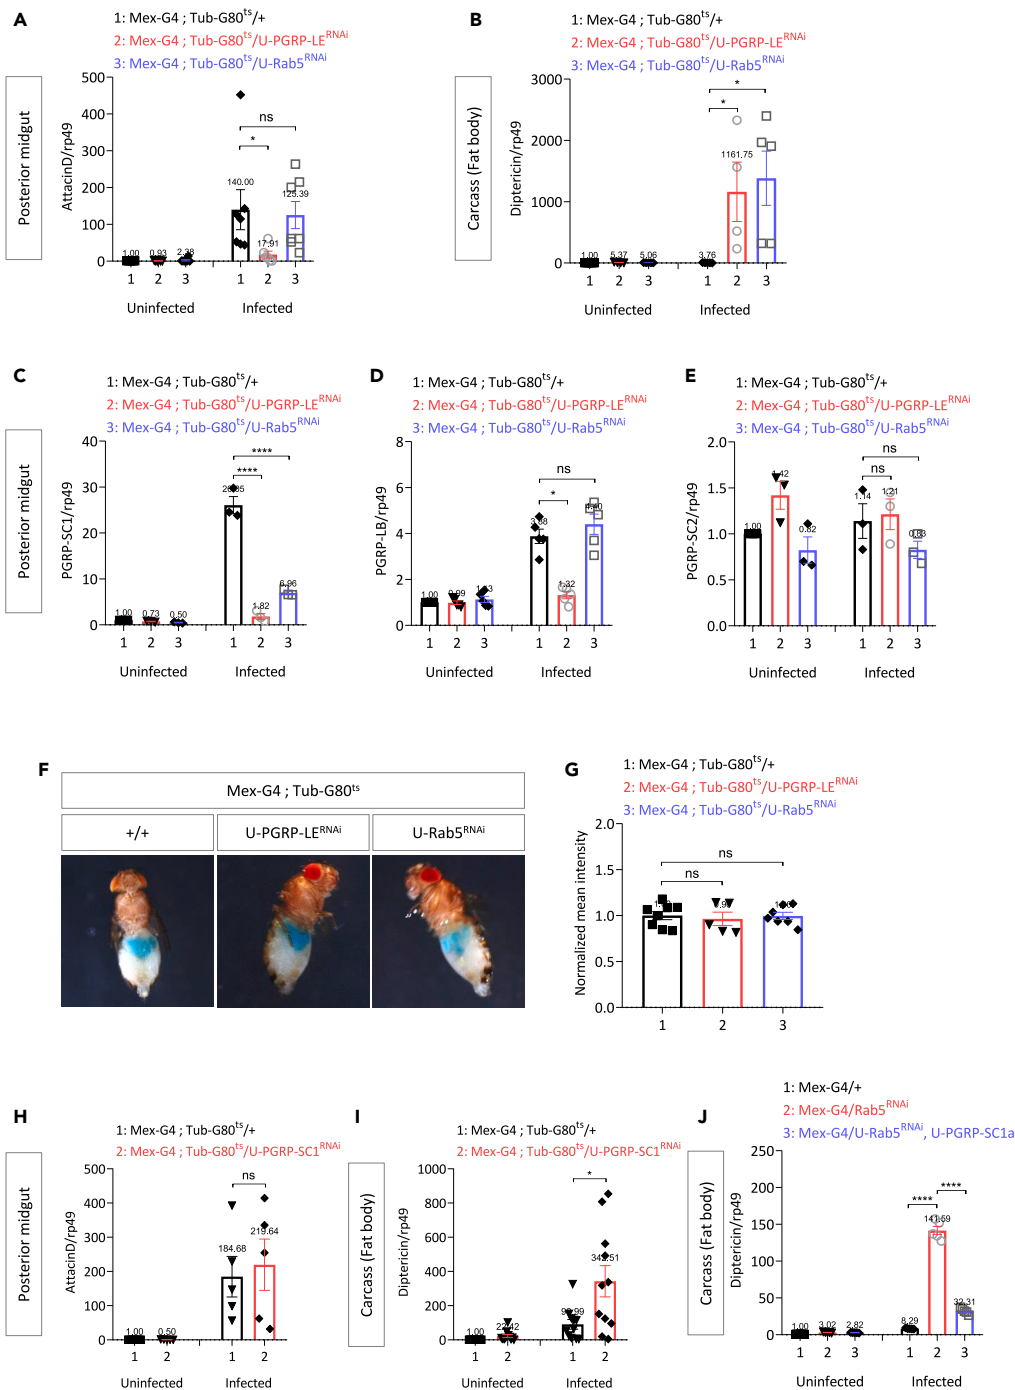 A
1: Mex-G4 ; Tub-G80ts/+
2: Mex-G4 ; Tub-G80ts/U-PGRP-LERNAi
3: Mex-G4 ; Tub-G80ts/U-Rab5RNAi
Posterior midgut
AttacinD/rp49
500
400
300
200
100
0
ns
*
1.00
0.93
2.38
140.00
17.91
125.39
1 2 3 1 2 3
Uninfected Infected
B
1: Mex-G4 ; Tub-G80ts/+
2: Mex-G4 ; Tub-G80ts/U-PGRP-LERNAi
3: Mex-G4 ; Tub-G80ts/U-Rab5RNAi
Carcass (Fat body)
Diptericin/rp49
3000
2000
1000
0
*
*
1.00
5.37
5.06
3.76
1161.75
1 2 3 1 2 3
Uninfected Infected
C
1: Mex-G4 ; Tub-G80ts/+
2: Mex-G4 ; Tub-G80ts/U-PGRP-LERNAi
3: Mex-G4 ; Tub-G80ts/U-Rab5RNAi
Posterior midgut
PGRP-SC1/rp49
40
30
20
10
0
****
****
1.00
0.73
0.50
1.82
6.96
1 2 3 1 2 3
Uninfected Infected
D
1: Mex-G4 ; Tub-G80ts/+
2: Mex-G4 ; Tub-G80ts/U-PGRP-LERNAi
3: Mex-G4 ; Tub-G80ts/U-Rab5RNAi
PGRP-LB/rp49
8
6
4
2
0
ns
*
1.00
0.99
3.88
1.32
4.40
1 2 3 1 2 3
Uninfected Infected
E
1: Mex-G4 ; Tub-G80ts/+
2: Mex-G4 ; Tub-G80ts/U-PGRP-LERNAi
3: Mex-G4 ; Tub-G80ts/U-Rab5RNAi
PGRP-SC2/rp49
2.0
1.5
1.0
0.5
0.0
ns
ns
1.00
1.42
0.82
1.14
1.21
0.83
1 2 3 1 2 3
Uninfected Infected
F
Mex-G4 ; Tub-G80ts
+/+
U-PGRP-LERNAi
U-Rab5RNAi
G
1: Mex-G4 ; Tub-G80ts/+
2: Mex-G4 ; Tub-G80ts/U-PGRP-LERNAi
3: Mex-G4 ; Tub-G80ts/U-Rab5RNAi
Normalized mean intensity
2.0
1.5
1.0
0.5
0.0
ns
ns
1 2 3
H
1: Mex-G4 ; Tub-G80ts/+
2: Mex-G4 ; Tub-G80ts/U-PGRP-SC1RNAi
Posterior midgut
AttacinD/rp49
500
400
300
200
100
0
ns
1.00
0.50
184.68
219.64
1 2 1 2
Uninfected Infected
I
1: Mex-G4 ; Tub-G80ts/+
2: Mex-G4 ; Tub-G80ts/U-PGRP-SC1RNAi
Carcass (Fat body)
Diptericin/rp49
1000
800
600
400
200
0
*
1.00
22.42
1 2 1 2
Uninfected Infected
J
1: Mex-G4/+
2: Mex-G4/Rab5RNAi
3: Mex-G4/U-Rab5RNAi, U-PGRP-SC1a
Carcass (Fat body)
Diptericin/rp49
250
200
150
100
50
0
****
****
1.00
3.02
2.82
8.29
141.59
32.31
1 2 3 1 2 3
Uninfected Infected